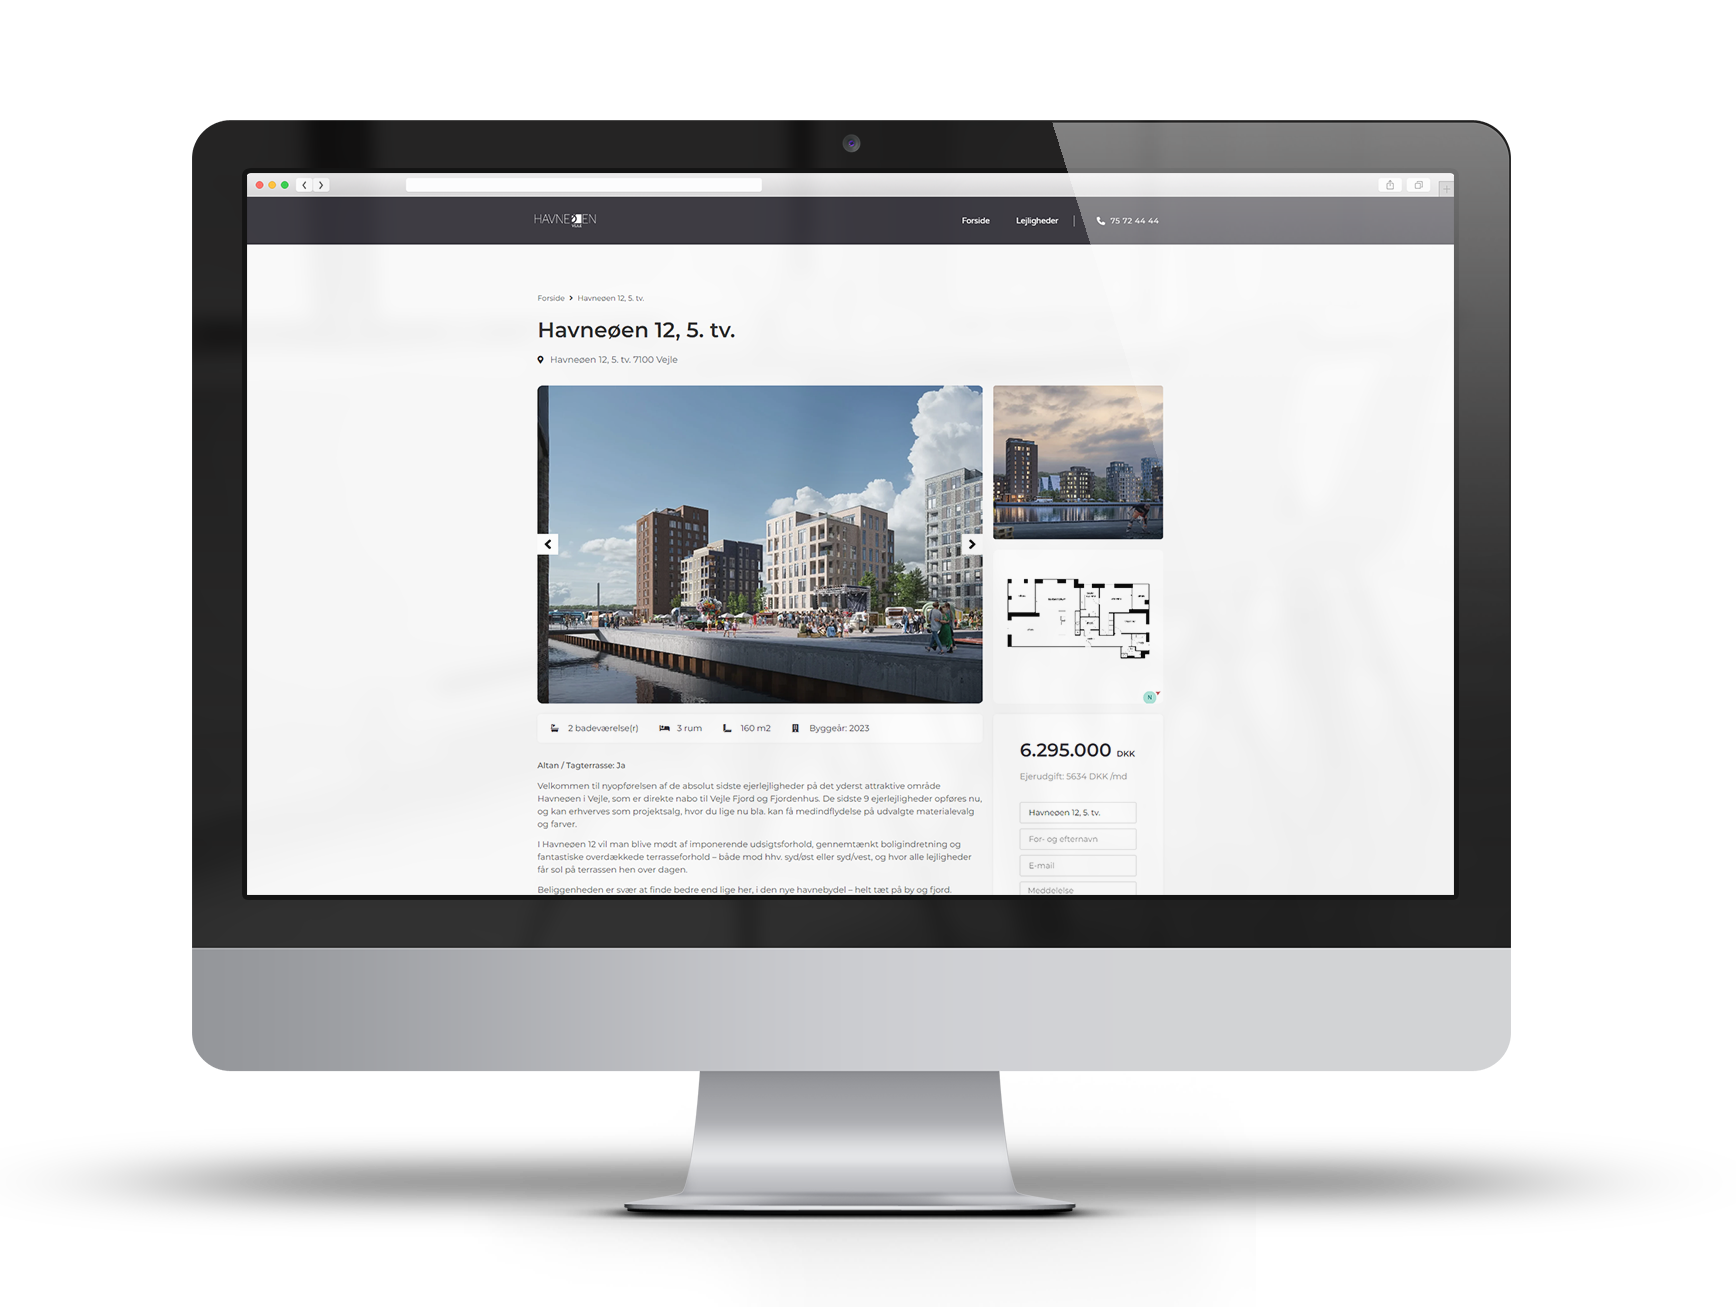 HAVNEØEN
VEJLE
Forside
Lejligheder
75 72 44 44
Forside > Havneøen 12, 5. tv.
Havneøen 12, 5. tv.
Havneøen 12, 5. tv. 7100 Vejle
N
2 badeværelse(r)
3 rum
160 m2
Byggeår: 2023
Altan / Tagterrasse: Ja
Velkommen til nyopførelsen af de absolut sidste ejerlejligheder på det yderst attraktive område
Havneøen i Vejle, som er direkte nabo til Vejle Fjord og Fjordenhus. De sidste 9 ejerlejligheder opføres nu,
og kan erhverves som projektsalg, hvor du lige nu bla. kan få medindflydelse på udvalgte materialevalg
og farver.
I Havneøen 12 vil man blive mødt af imponerende udsigtsforhold, gennemtænkt boligindretning og
fantastiske overdækkede terrasseforhold – både mod hhv. syd/øst eller syd/vest, og hvor alle lejligheder
får sol på terrassen hen over dagen.
Beliggenheden er svær at finde bedre end lige her, i den nye havnebydel – helt tæt på by og fjord.
6.295.000 DKK
Ejerudgift: 5634 DKK /md
Havneøen 12, 5. tv.
For- og efternavn
E-mail
Meddelelse